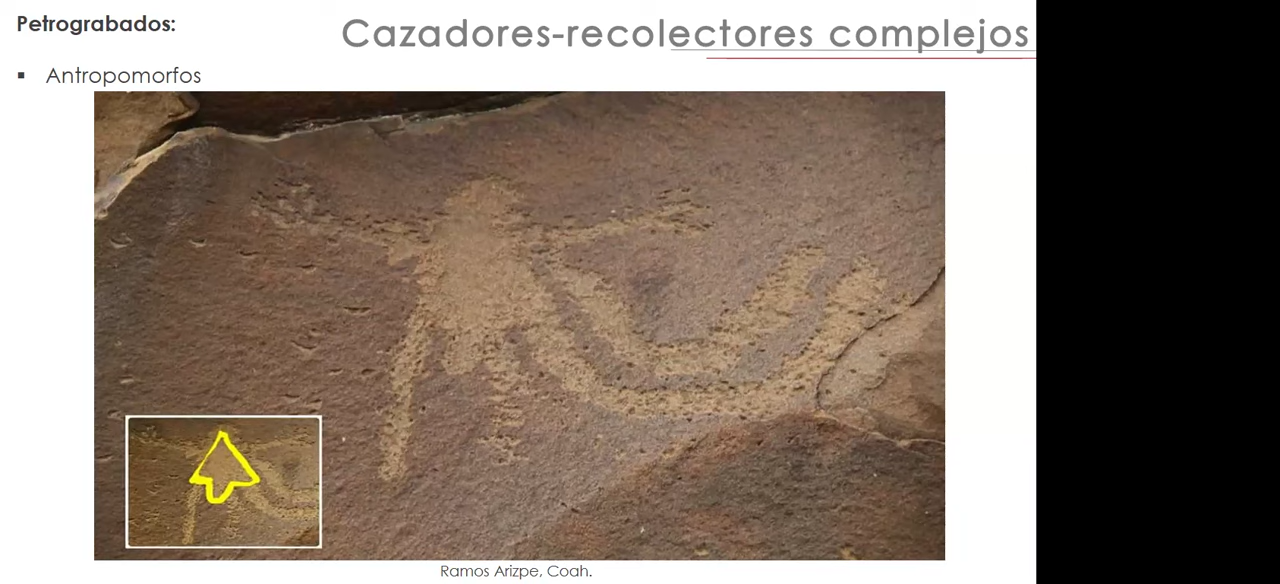 Petrograbados:
Cazadores-recolectores complejos
▪ Antropomorfos
Ramos Arizpe, Coah.